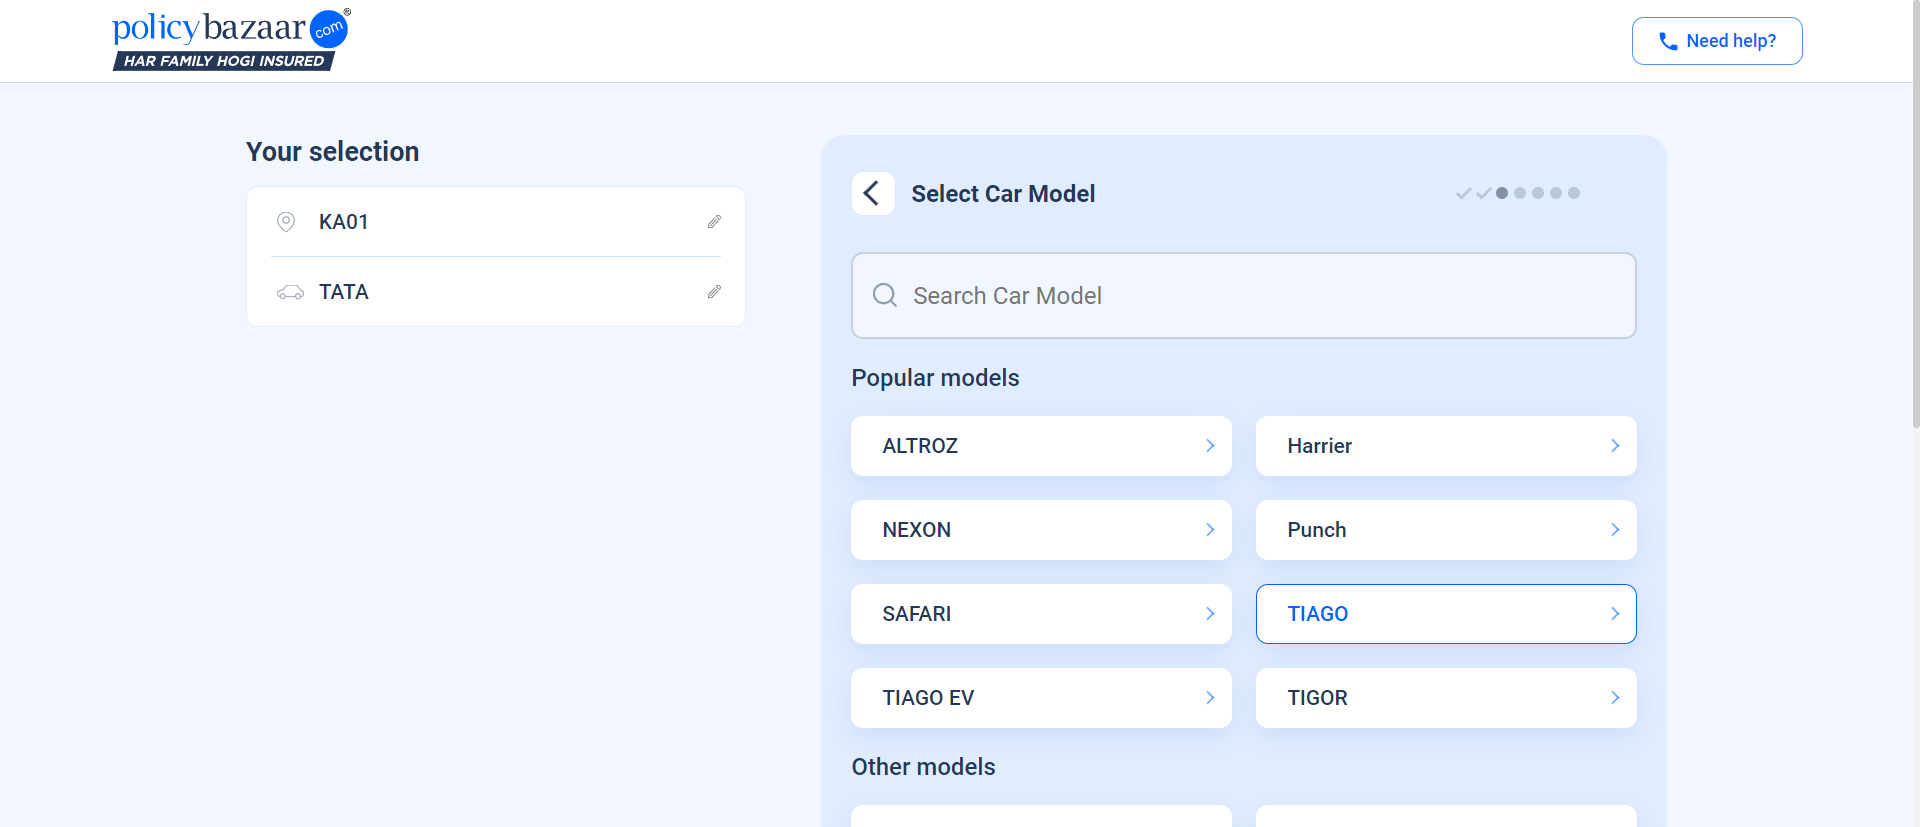 policybazaar.com®
HAR FAMILY HOGI INSURED
Need help?
Your selection
KA01
TATA
Select Car Model
Search Car Model
Popular models
ALTROZ
Harrier
NEXON
Punch
SAFARI
TIAGO
TIAGO EV
TIGOR
Other models